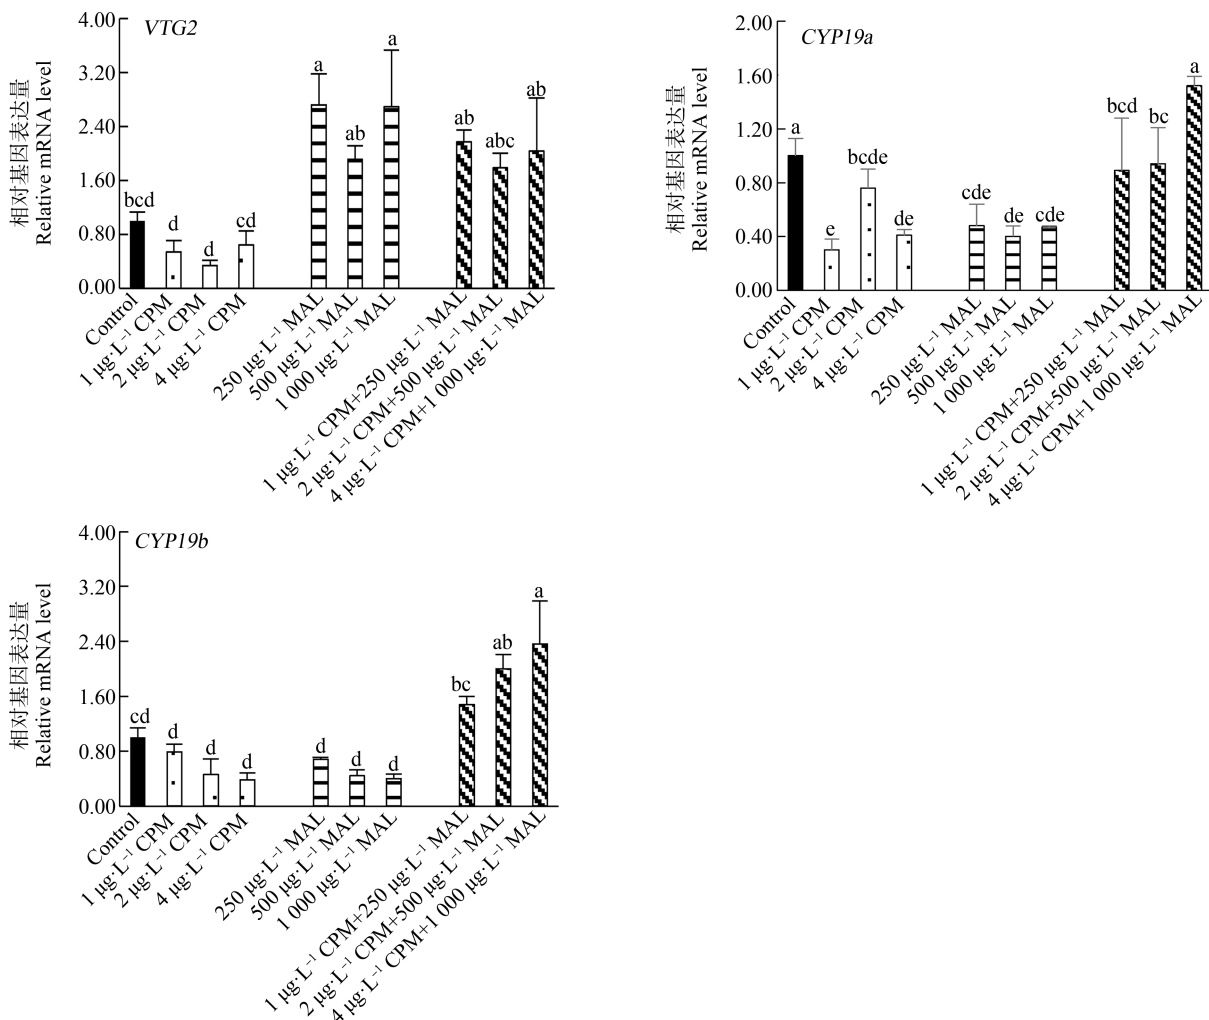 VTG2
相对基因表达量
Relative mRNA level
4.00
3.20
2.40
1.60
0.80
0.00
bcd
d
d
cd
a
ab
a
ab
abc
ab
Control
1 μg·L⁻¹ CPM
2 μg·L⁻¹ CPM
4 μg·L⁻¹ CPM
250 μg·L⁻¹ MAL
500 μg·L⁻¹ MAL
1 000 μg·L⁻¹ MAL
1 μg·L⁻¹ CPM+250 μg·L⁻¹ MAL
2 μg·L⁻¹ CPM+500 μg·L⁻¹ MAL
4 μg·L⁻¹ CPM+1 000 μg·L⁻¹ MAL
CYP19a
相对基因表达量
Relative mRNA level
2.00
1.60
1.20
0.80
0.40
0.00
a
e
bcde
de
cde
de
cde
bcd
bc
a
Control
1 μg·L⁻¹ CPM
2 μg·L⁻¹ CPM
4 μg·L⁻¹ CPM
250 μg·L⁻¹ MAL
500 μg·L⁻¹ MAL
1 000 μg·L⁻¹ MAL
1 μg·L⁻¹ CPM+250 μg·L⁻¹ MAL
2 μg·L⁻¹ CPM+500 μg·L⁻¹ MAL
4 μg·L⁻¹ CPM+1 000 μg·L⁻¹ MAL
CYP19b
相对基因表达量
Relative mRNA level
4.00
3.20
2.40
1.60
0.80
0.00
cd
d
d
d
d
d
d
bc
ab
a
Control
1 μg·L⁻¹ CPM
2 μg·L⁻¹ CPM
4 μg·L⁻¹ CPM
250 μg·L⁻¹ MAL
500 μg·L⁻¹ MAL
1 000 μg·L⁻¹ MAL
1 μg·L⁻¹ CPM+250 μg·L⁻¹ MAL
2 μg·L⁻¹ CPM+500 μg·L⁻¹ MAL
4 μg·L⁻¹ CPM+1 000 μg·L⁻¹ MAL